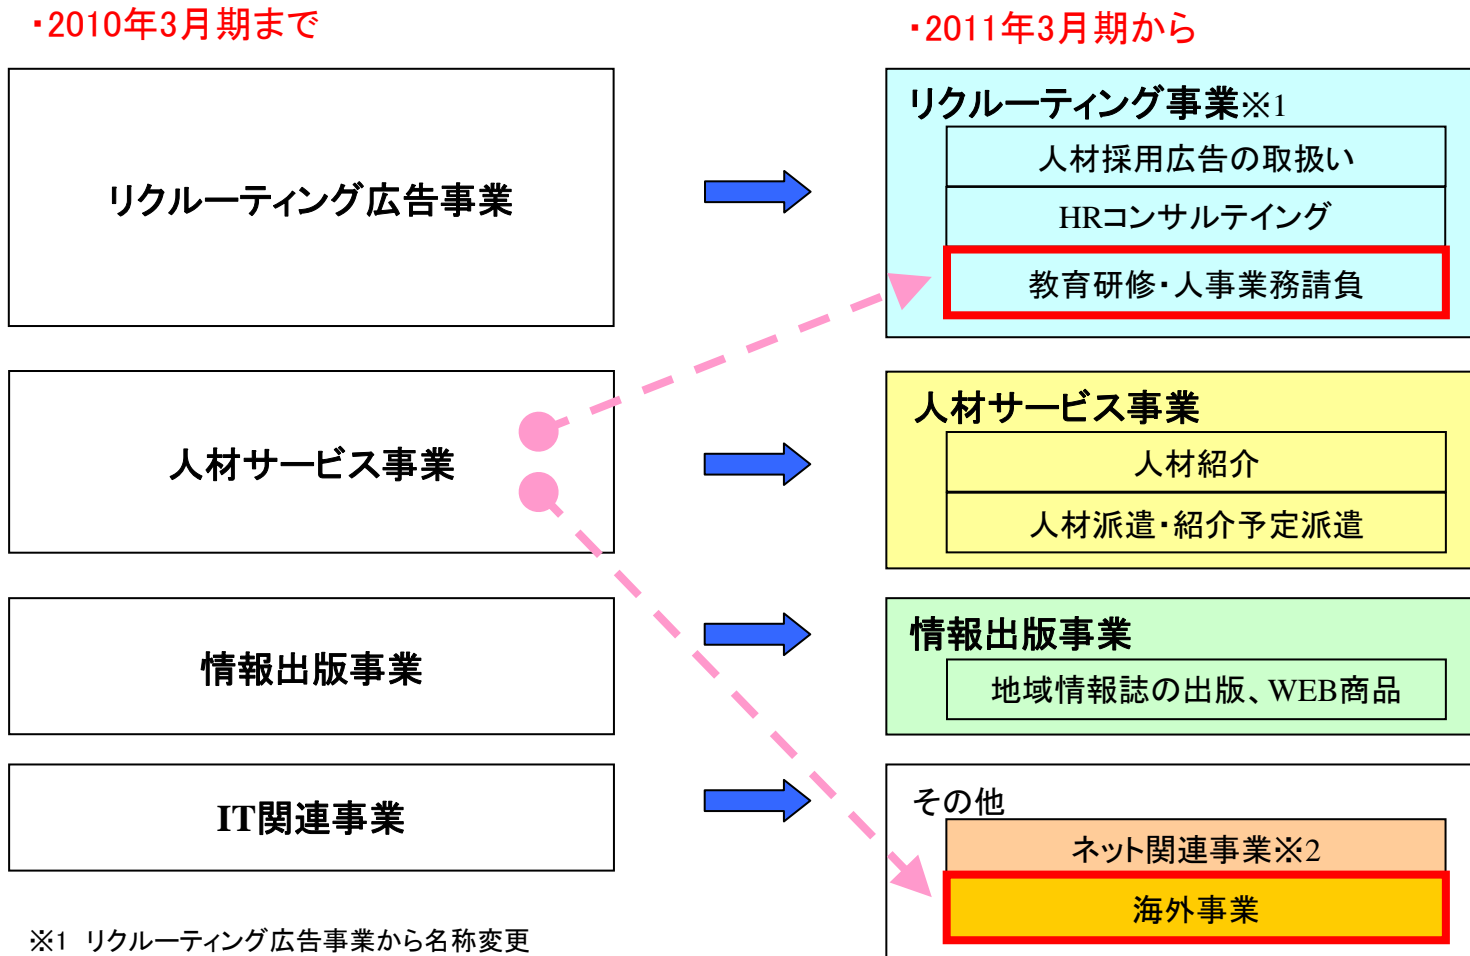 ・2010年3月期まで
・2011年3月期から
リクルーティング広告事業
リクルーティング事業※1
人材採用広告の取扱い
HRコンサルテイング
教育研修・人事業務請負
人材サービス事業
人材サービス事業
人材紹介
人材派遣・紹介予定派遣
情報出版事業
情報出版事業
地域情報誌の出版、WEB商品
IT関連事業
その他
ネット関連事業※2
海外事業
※1 リクルーティング広告事業から名称変更